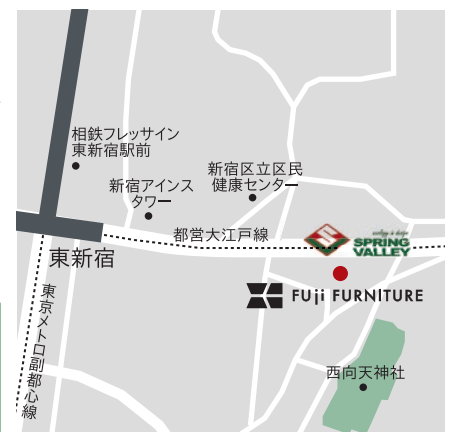 相鉄フレッサイン
東新宿駅前
新宿区立区民
健康センター
新宿アインス
タワー
都営大江戸線
東新宿
SPRING
VALLEY
FUji FURNiTURE
東京メトロ副都心線
西向天神社